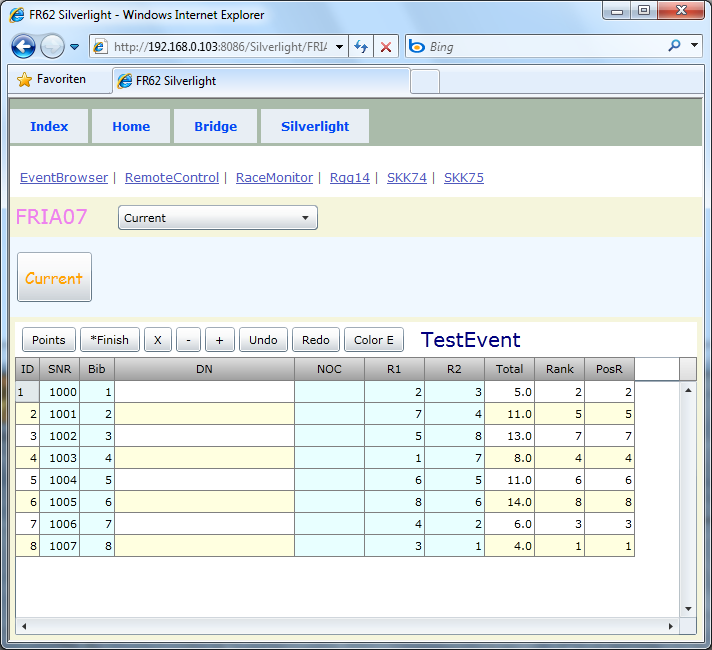 FR62 Silverlight - Windows Internet Explorer
http://192.168.0.103:8086/Silverlight/FRIA Bing
Favoriten FR62 Silverlight
Index Home Bridge Silverlight
EventBrowser | RemoteControl | RaceMonitor | Rgg14 | SKK74 | SKK75
FRIA07 Current
Current
Points *Finish X - + Undo Redo Color E TestEvent
ID SNR Bib DN NOC R1 R2 Total Rank PosR
1 1000 1 2 3 5.0 2 2
2 1001 2 7 4 11.0 5 5
3 1002 3 5 8 13.0 7 7
4 1003 4 1 7 8.0 4 4
5 1004 5 6 5 11.0 6 6
6 1005 6 8 6 14.0 8 8
7 1006 7 4 2 6.0 3 3
8 1007 8 3 1 4.0 1 1